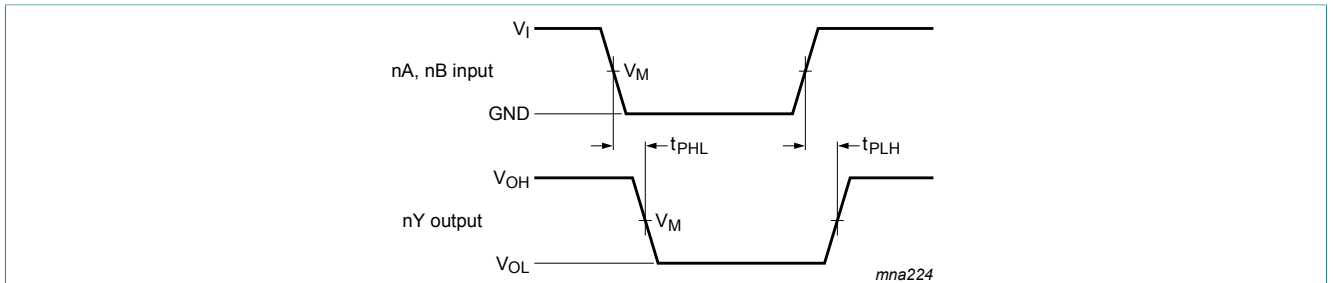 VI
nA, nB input
VM
GND
tPHL
tPLH
VOH
nY output
VM
VOL
mna224